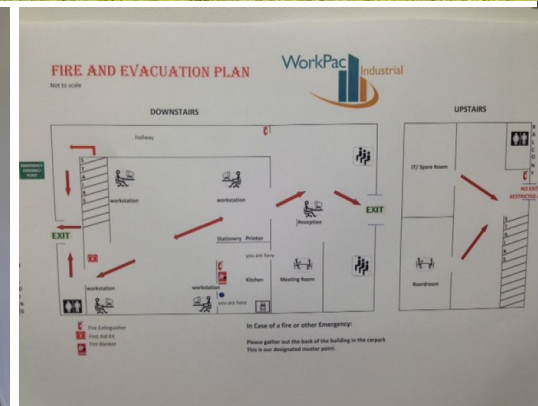 WorkPac
Industrial
FIRE AND EVACUATION PLAN
Not to scale
DOWNSTAIRS
UPSTAIRS
Hallway
BALCONY
EMERGENCY
ASSEMBLY
POINT
STAIRS
IT/ Spare Room
workstation
workstation
NO
RESTRICTED
Reception
EXIT
EXIT
STAIRS
Stationery Printer
you are here
Kitchen
Meeting Room
workstation
workstation
Boardroom
you are here
Fire Extinguisher
First Aid Kit
Fire Blanket
In Case of a fire or other Emergency:
Please gather out the back of the building in the carpark
This is our designated muster point.